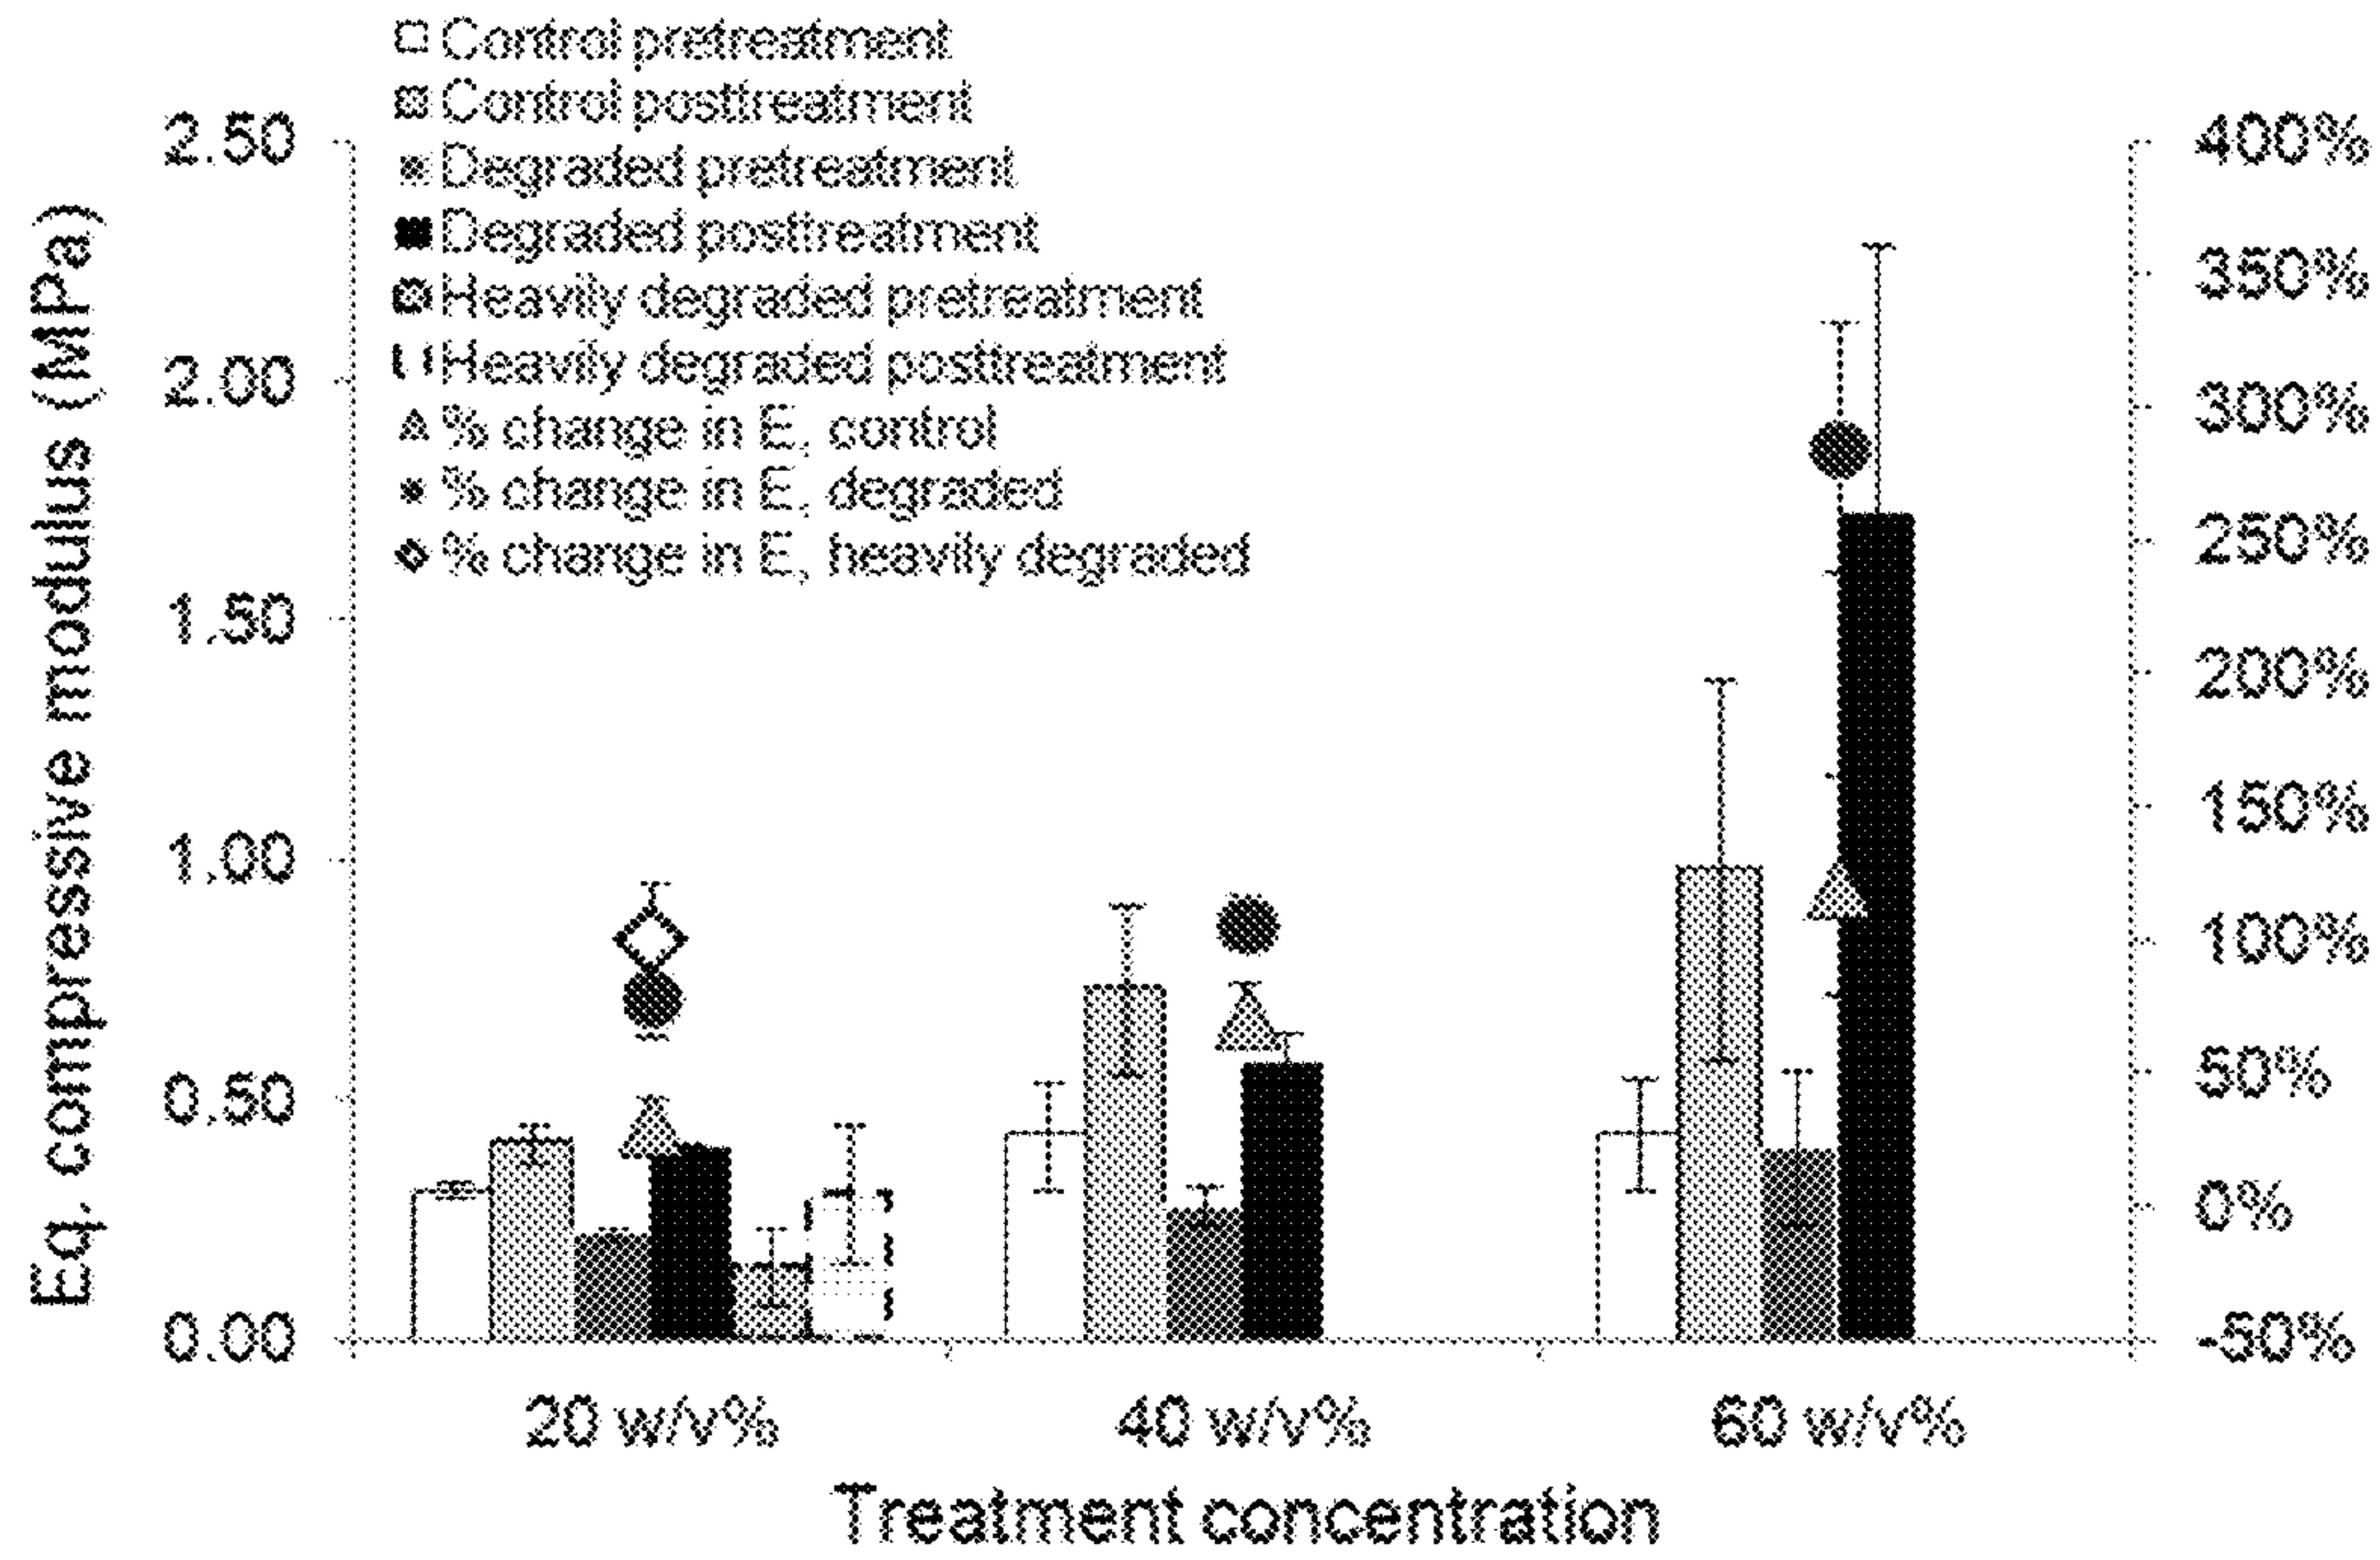 Control pretreatment
Control posttreatment
Degraded pretreatment
Degraded posttreatment
Heavily degraded pretreatment
Heavily degraded posttreatment
% change in E, control
% change in E, degraded
% change in E, heavily degraded
Eq. compressive modulus (MPa)
2.50
2.00
1.50
1.00
0.50
0.00
400%
350%
300%
250%
200%
150%
100%
50%
0%
-50%
20 w/v%
40 w/v%
60 w/v%
Treatment concentration